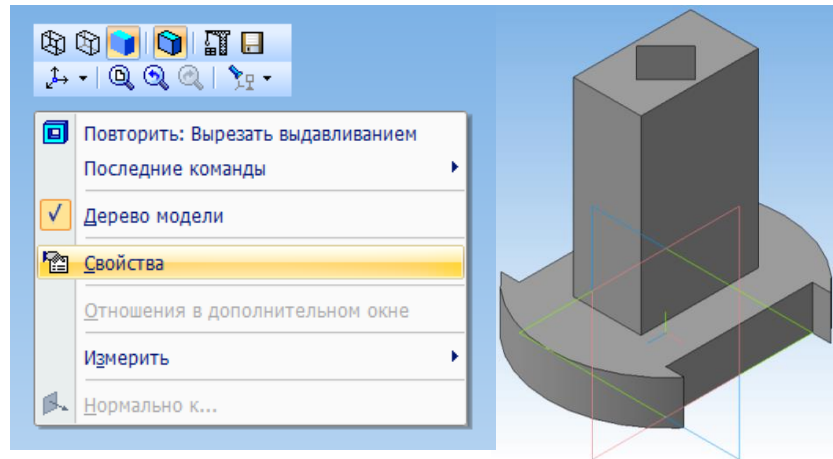 Повторить: Вырезать выдавливанием
Последние команды
Дерево модели
Свойства
Отношения в дополнительном окне
Измерить
Нормально к...